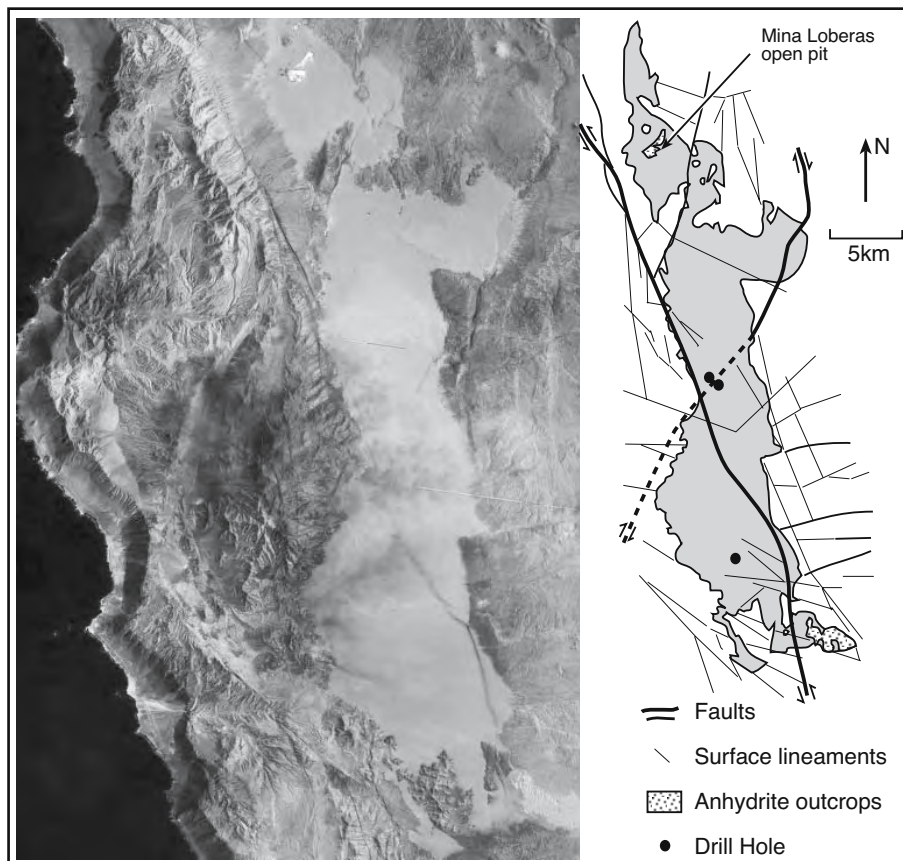 Mina Loberas
open pit
N
5km
Faults
Surface lineaments
Anhydrite outcrops
Drill Hole